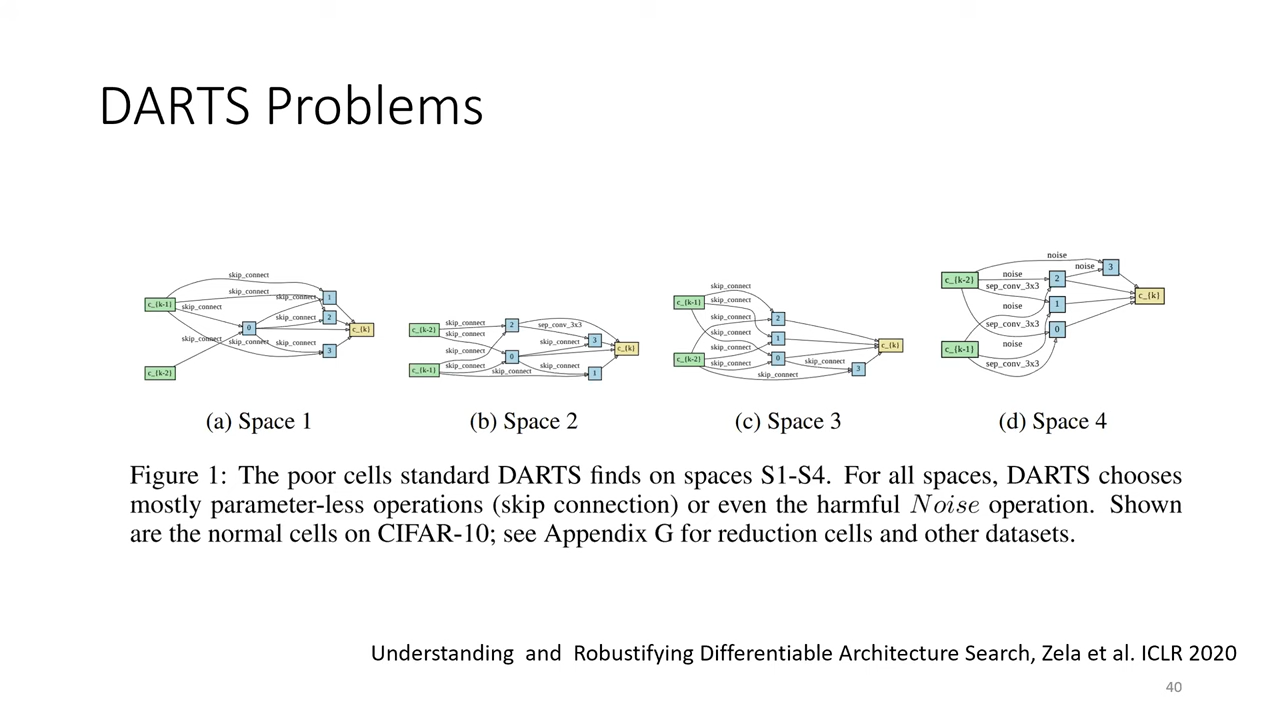 DARTS Problems
skip_connect
c_{k-1}
skip_connect
skip_connect
skip_connect
1
skip_connect
2
0
c_{k}
skip_connect
skip_connect
skip_connect
3
c_{k-2}
(a) Space 1
c_{k-2}
skip_connect
2
sep_conv_3x3
skip_connect
skip_connect
3
skip_connect
0
c_{k}
c_{k-1}
skip_connect
skip_connect
skip_connect
1
(b) Space 2
skip_connect
c_{k-1}
skip_connect
skip_connect
2
skip_connect
1
c_{k}
skip_connect
c_{k-2}
0
skip_connect
skip_connect
3
skip_connect
(c) Space 3
noise
c_{k-2}
noise
noise
3
2
sep_conv_3x3
c_{k}
noise
1
sep_conv_3x3
0
noise
c_{k-1}
sep_conv_3x3
(d) Space 4
Figure 1: The poor cells standard DARTS finds on spaces S1-S4. For all spaces, DARTS chooses
mostly parameter-less operations (skip connection) or even the harmful Noise operation. Shown
are the normal cells on CIFAR-10; see Appendix G for reduction cells and other datasets.
Understanding and Robustifying Differentiable Architecture Search, Zela et al. ICLR 2020
40